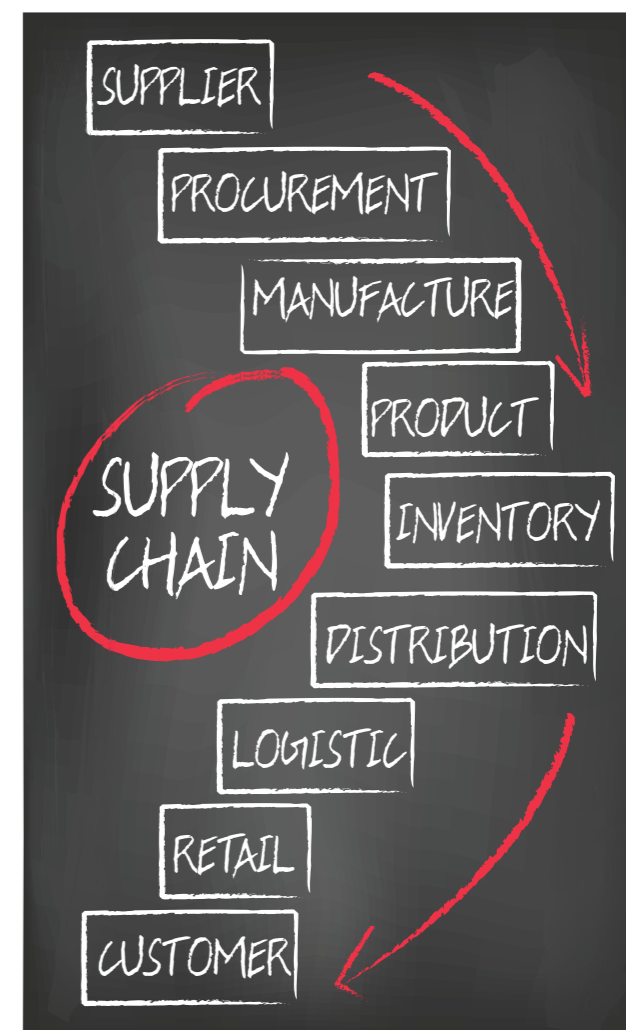 SUPPLIER
PROCUREMENT
MANUFACTURE
PRODUCT
SUPPLY
CHAIN
INVENTORY
DISTRIBUTION
LOGISTIC
RETAIL
CUSTOMER